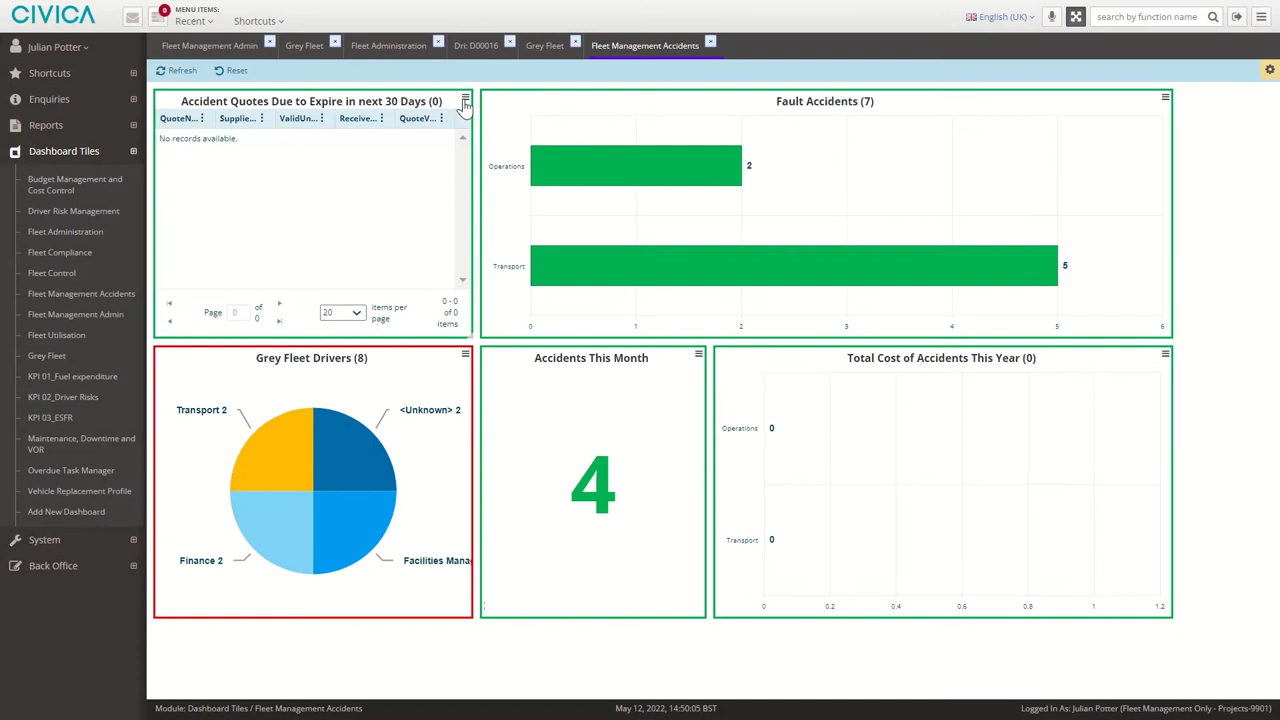 CIVICA
0
MENU ITEMS:
Recent
Shortcuts
English (UK)
search by function name
Julian Potter
Shortcuts
Enquiries
Reports
Dashboard Tiles
Budget Management and
Cost Control
Driver Risk Management
Fleet Administration
Fleet Compliance
Fleet Control
Fleet Management Accidents
Fleet Management Admin
Fleet Utilisation
Grey Fleet
KPI 01_Fuel expenditure
KPI 02_Driver Risks
KPI 03_ESFR
Maintenance, Downtime and
VOR
Overdue Task Manager
Vehicle Replacement Profile
Add New Dashboard
System
Back Office
Fleet Management Admin
Grey Fleet
Fleet Administration
Dri: D00016
Grey Fleet
Fleet Management Accidents
Refresh
Reset
Accident Quotes Due to Expire in next 30 Days (0)
QuoteN...
Supplie...
ValidUn...
Receive...
QuoteV...
No records available.
Page 0 of 0
20
items per
page
0 - 0
of 0
items
Fault Accidents (7)
Operations
2
Transport
5
0 1 2 3 4 5 6
Grey Fleet Drivers (8)
Transport 2
<Unknown> 2
Finance 2
Facilities Mana
Accidents This Month
4
Total Cost of Accidents This Year (0)
Operations
0
Transport
0
0 0.2 0.4 0.6 0.8 1 1.2
Module: Dashboard Tiles / Fleet Management Accidents
May 12, 2022, 14:50:05 BST
Logged In As: Julian Potter (Fleet Management Only - Projects-9901)